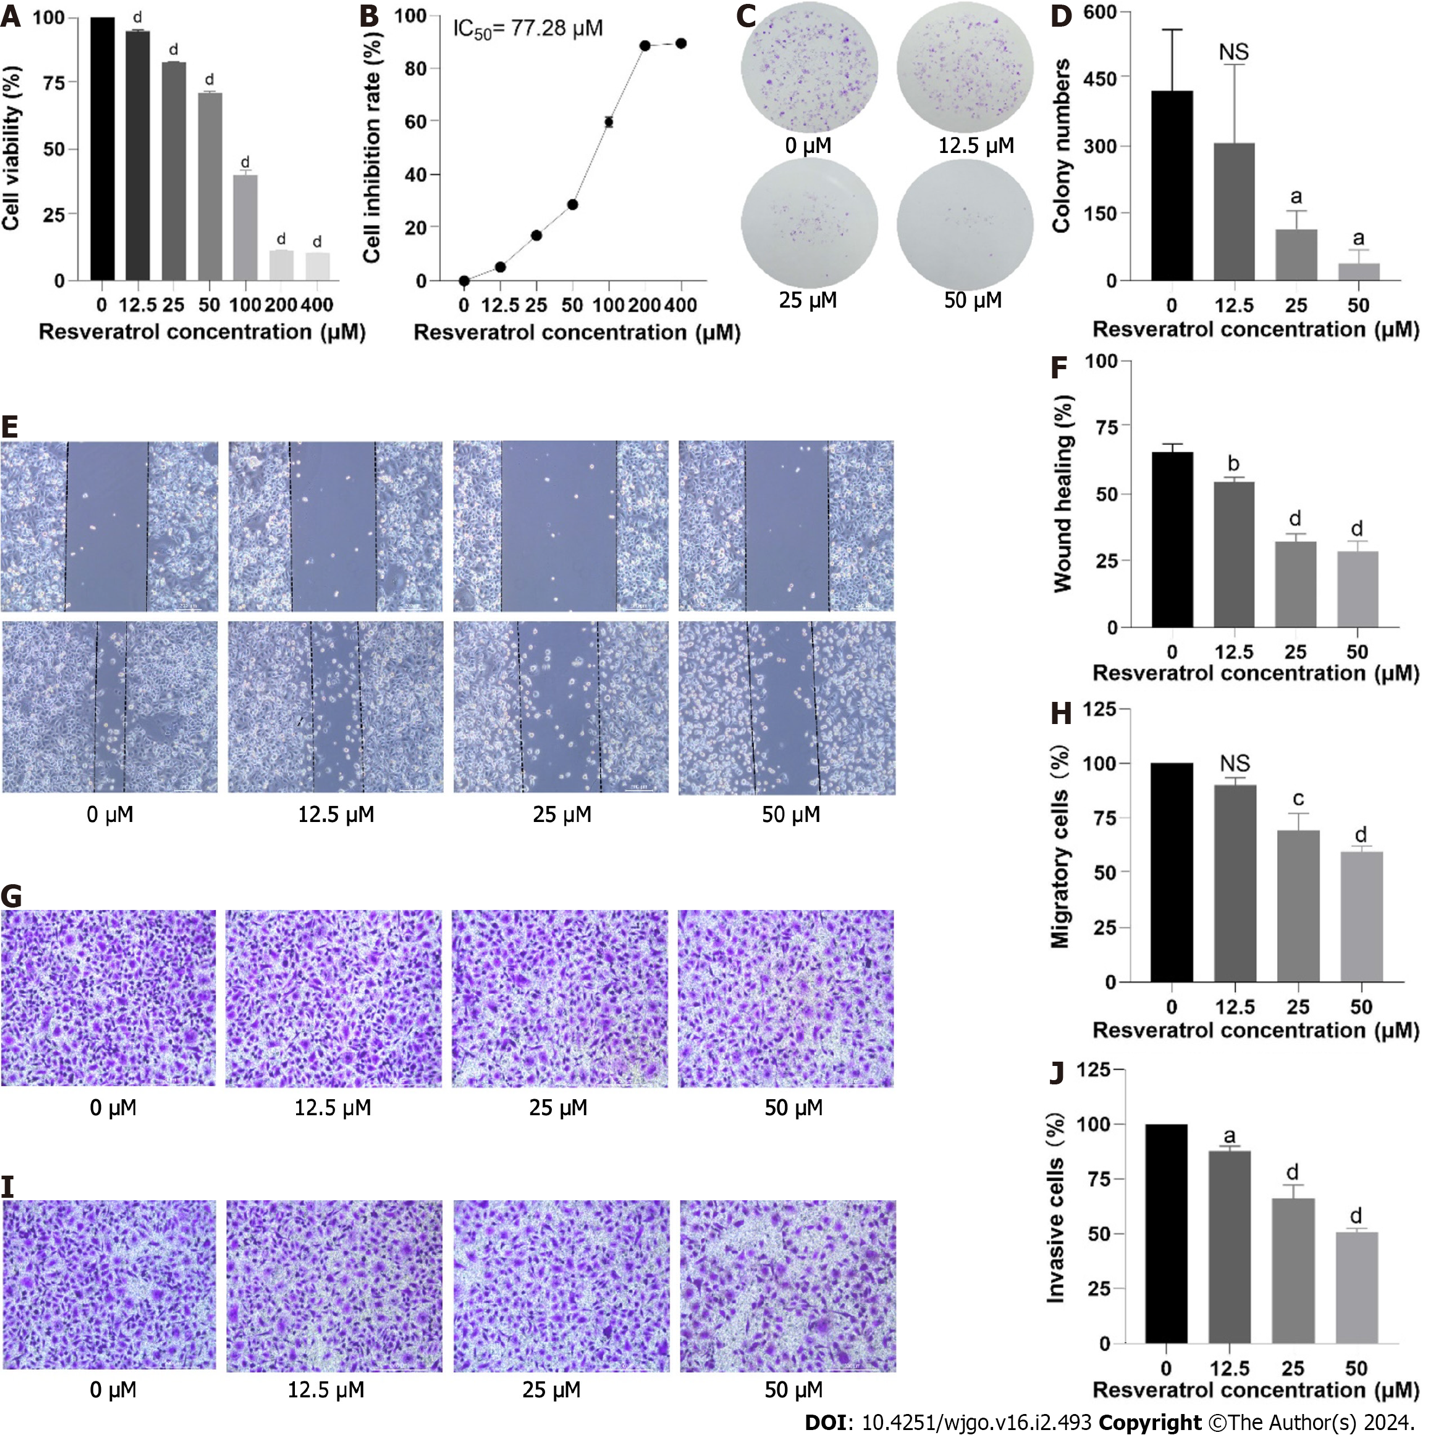 A
Cell viability (%)
100
75
50
25
0
d
d
d
d
d
d
0 12.5 25 50 100 200 400
Resveratrol concentration (μM)
B
Cell inhibition rate (%)
IC50= 77.28 μM
100
80
60
40
20
0
0 12.5 25 50 100 200 400
Resveratrol concentration (μM)
C
0 μM
12.5 μM
25 μM
50 μM
D
Colony numbers
600
450
300
150
0
NS
a
a
0 12.5 25 50
Resveratrol concentration (μM)
E
0 μM
12.5 μM
25 μM
50 μM
F
Wound healing (%)
100
75
50
25
0
b
d
d
0 12.5 25 50
Resveratrol concentration (μM)
G
0 μM
12.5 μM
25 μM
50 μM
H
Migratory cells (%)
125
100
75
50
25
0
NS
c
d
0 12.5 25 50
Resveratrol concentration (μM)
I
0 μM
12.5 μM
25 μM
50 μM
J
Invasive cells (%)
125
100
75
50
25
0
a
d
d
0 12.5 25 50
Resveratrol concentration (μM)
DOI: 10.4251/wjgo.v16.i2.493 Copyright ©The Author(s) 2024.